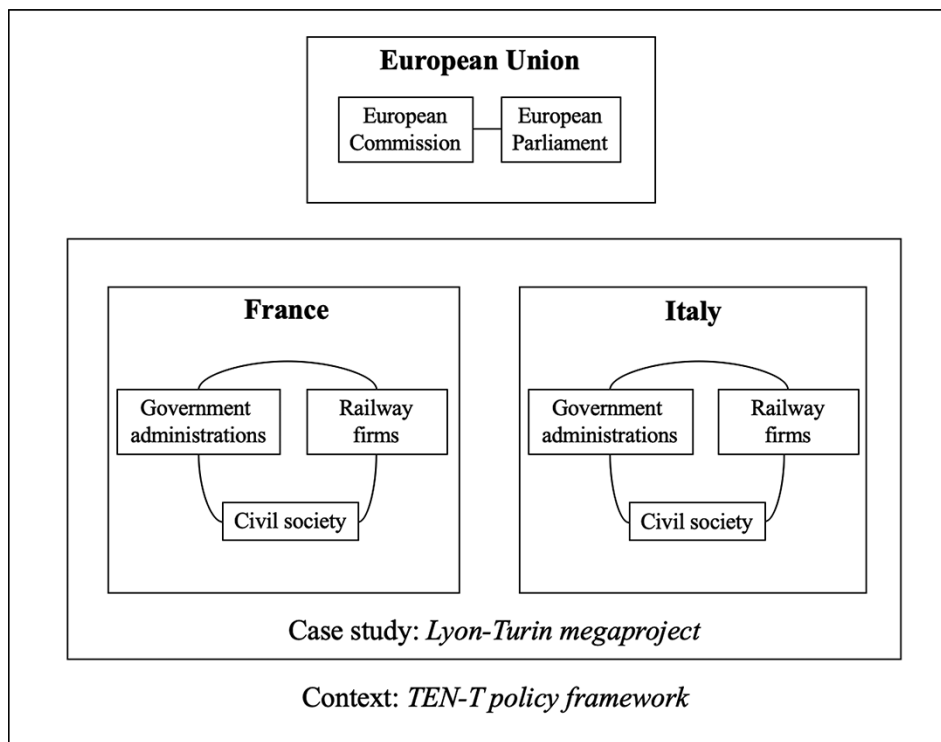 European Union
European
Commission
European
Parliament
France
Government
administrations
Railway
firms
Civil society
Italy
Government
administrations
Railway
firms
Civil society
Case study: Lyon-Turin megaproject
Context: TEN-T policy framework